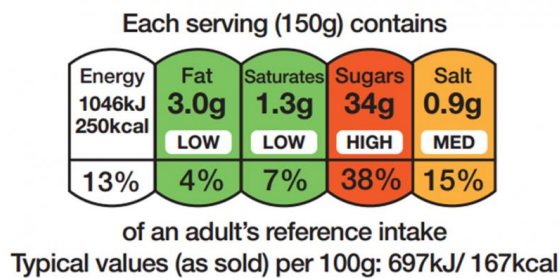 Each serving (150g) contains
Energy
1046kJ
250kcal
13%
Fat
3.0g
LOW
4%
Saturates
1.3g
LOW
7%
Sugars
34g
HIGH
38%
Salt
0.9g
MED
15%
of an adult's reference intake
Typical values (as sold) per 100g: 697kJ/ 167kcal